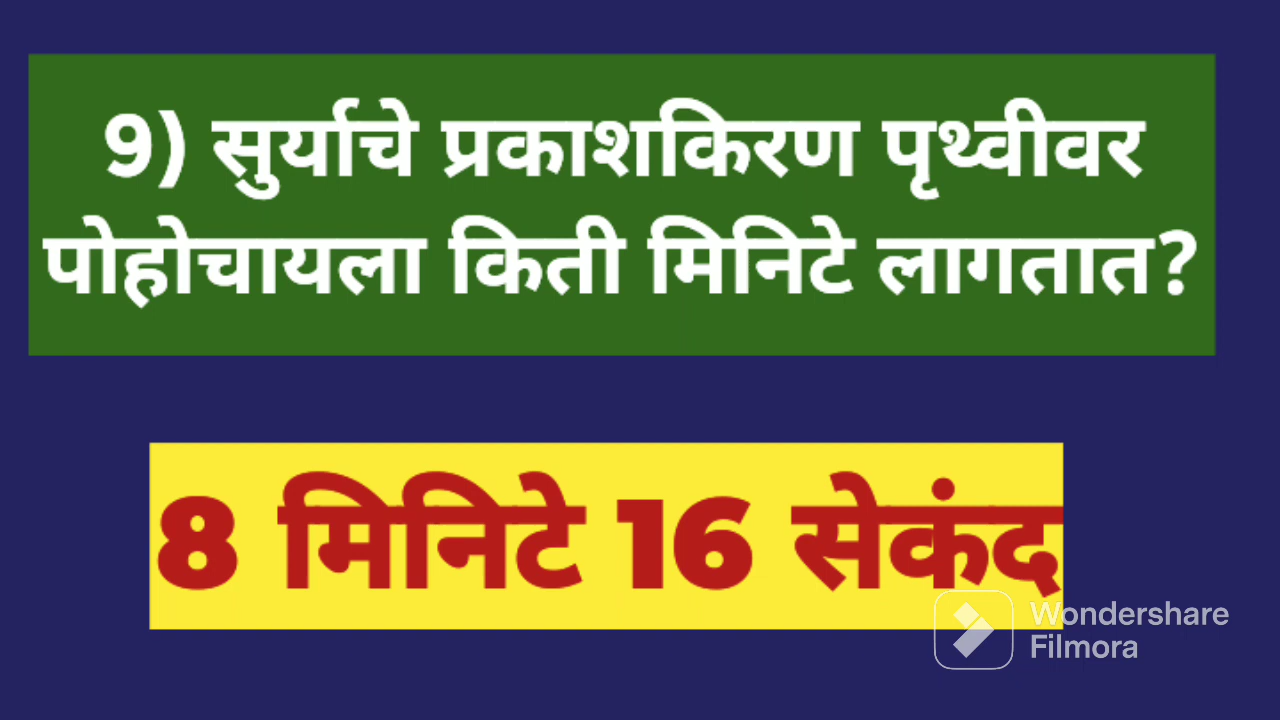 9) सुर्याचे प्रकाशकिरण पृथ्वीवर
पोहोचायला किती मिनिटे लागतात?
8 मिनिटे 16 सेकंद
Wondershare
Filmora